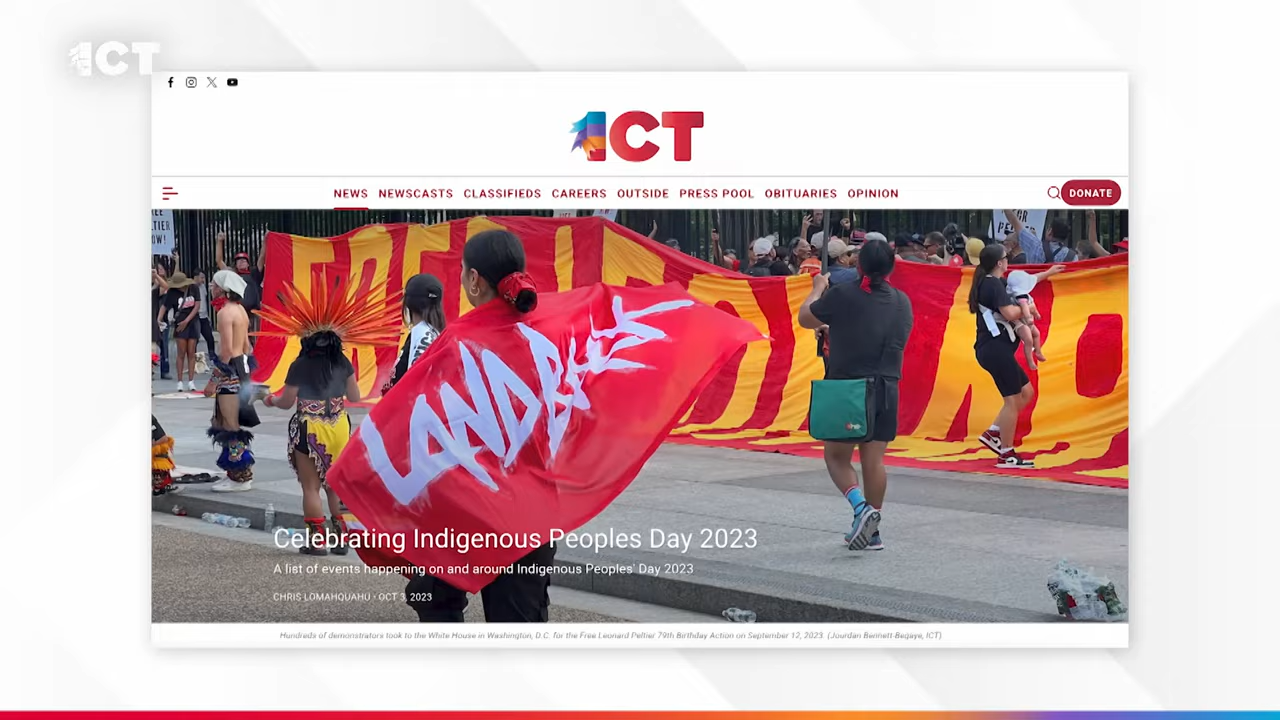 ICT
ICT
NEWS NEWSCASTS CLASSIFIEDS CAREERS OUTSIDE PRESS POOL OBITUARIES OPINION
DONATE
LAND BACK
Celebrating Indigenous Peoples Day 2023
A list of events happening on and around Indigenous Peoples' Day 2023
CHRIS LOMAHQUAHU • OCT 3, 2023
Hundreds of demonstrators took to the White House in Washington, D.C. for the Free Leonard Peltier 79th Birthday Action on September 12, 2023. (Jourdan Bennett-Begaye, ICT)